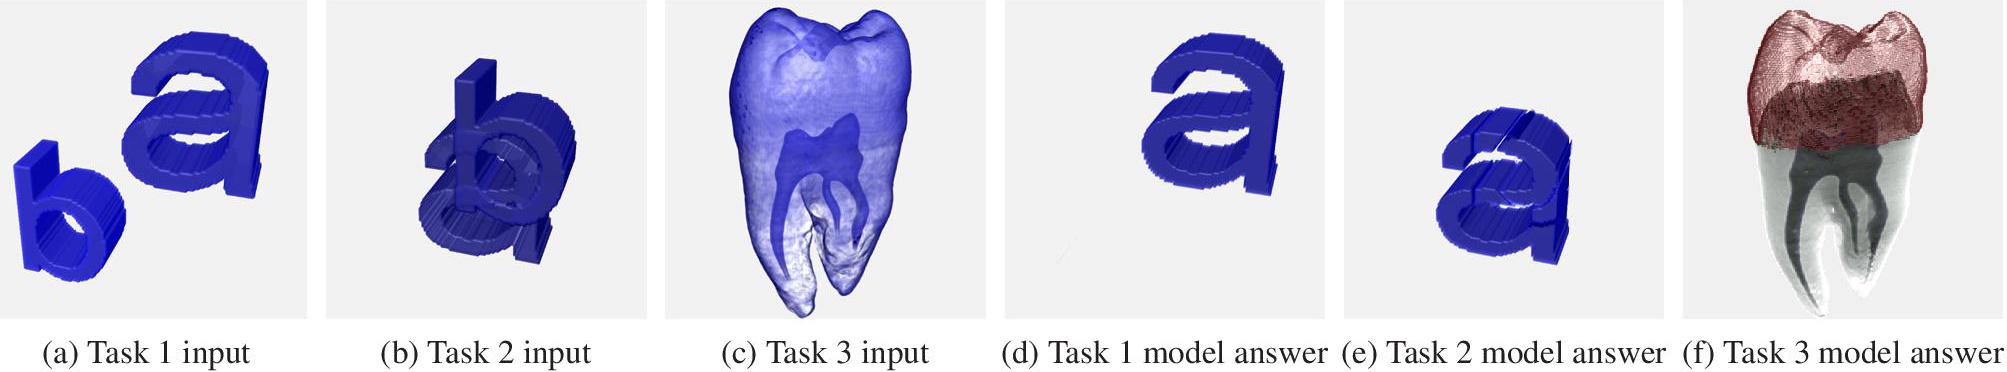 b a
b a
a
a
(a) Task 1 input (b) Task 2 input (c) Task 3 input (d) Task 1 model answer (e) Task 2 model answer (f) Task 3 model answer